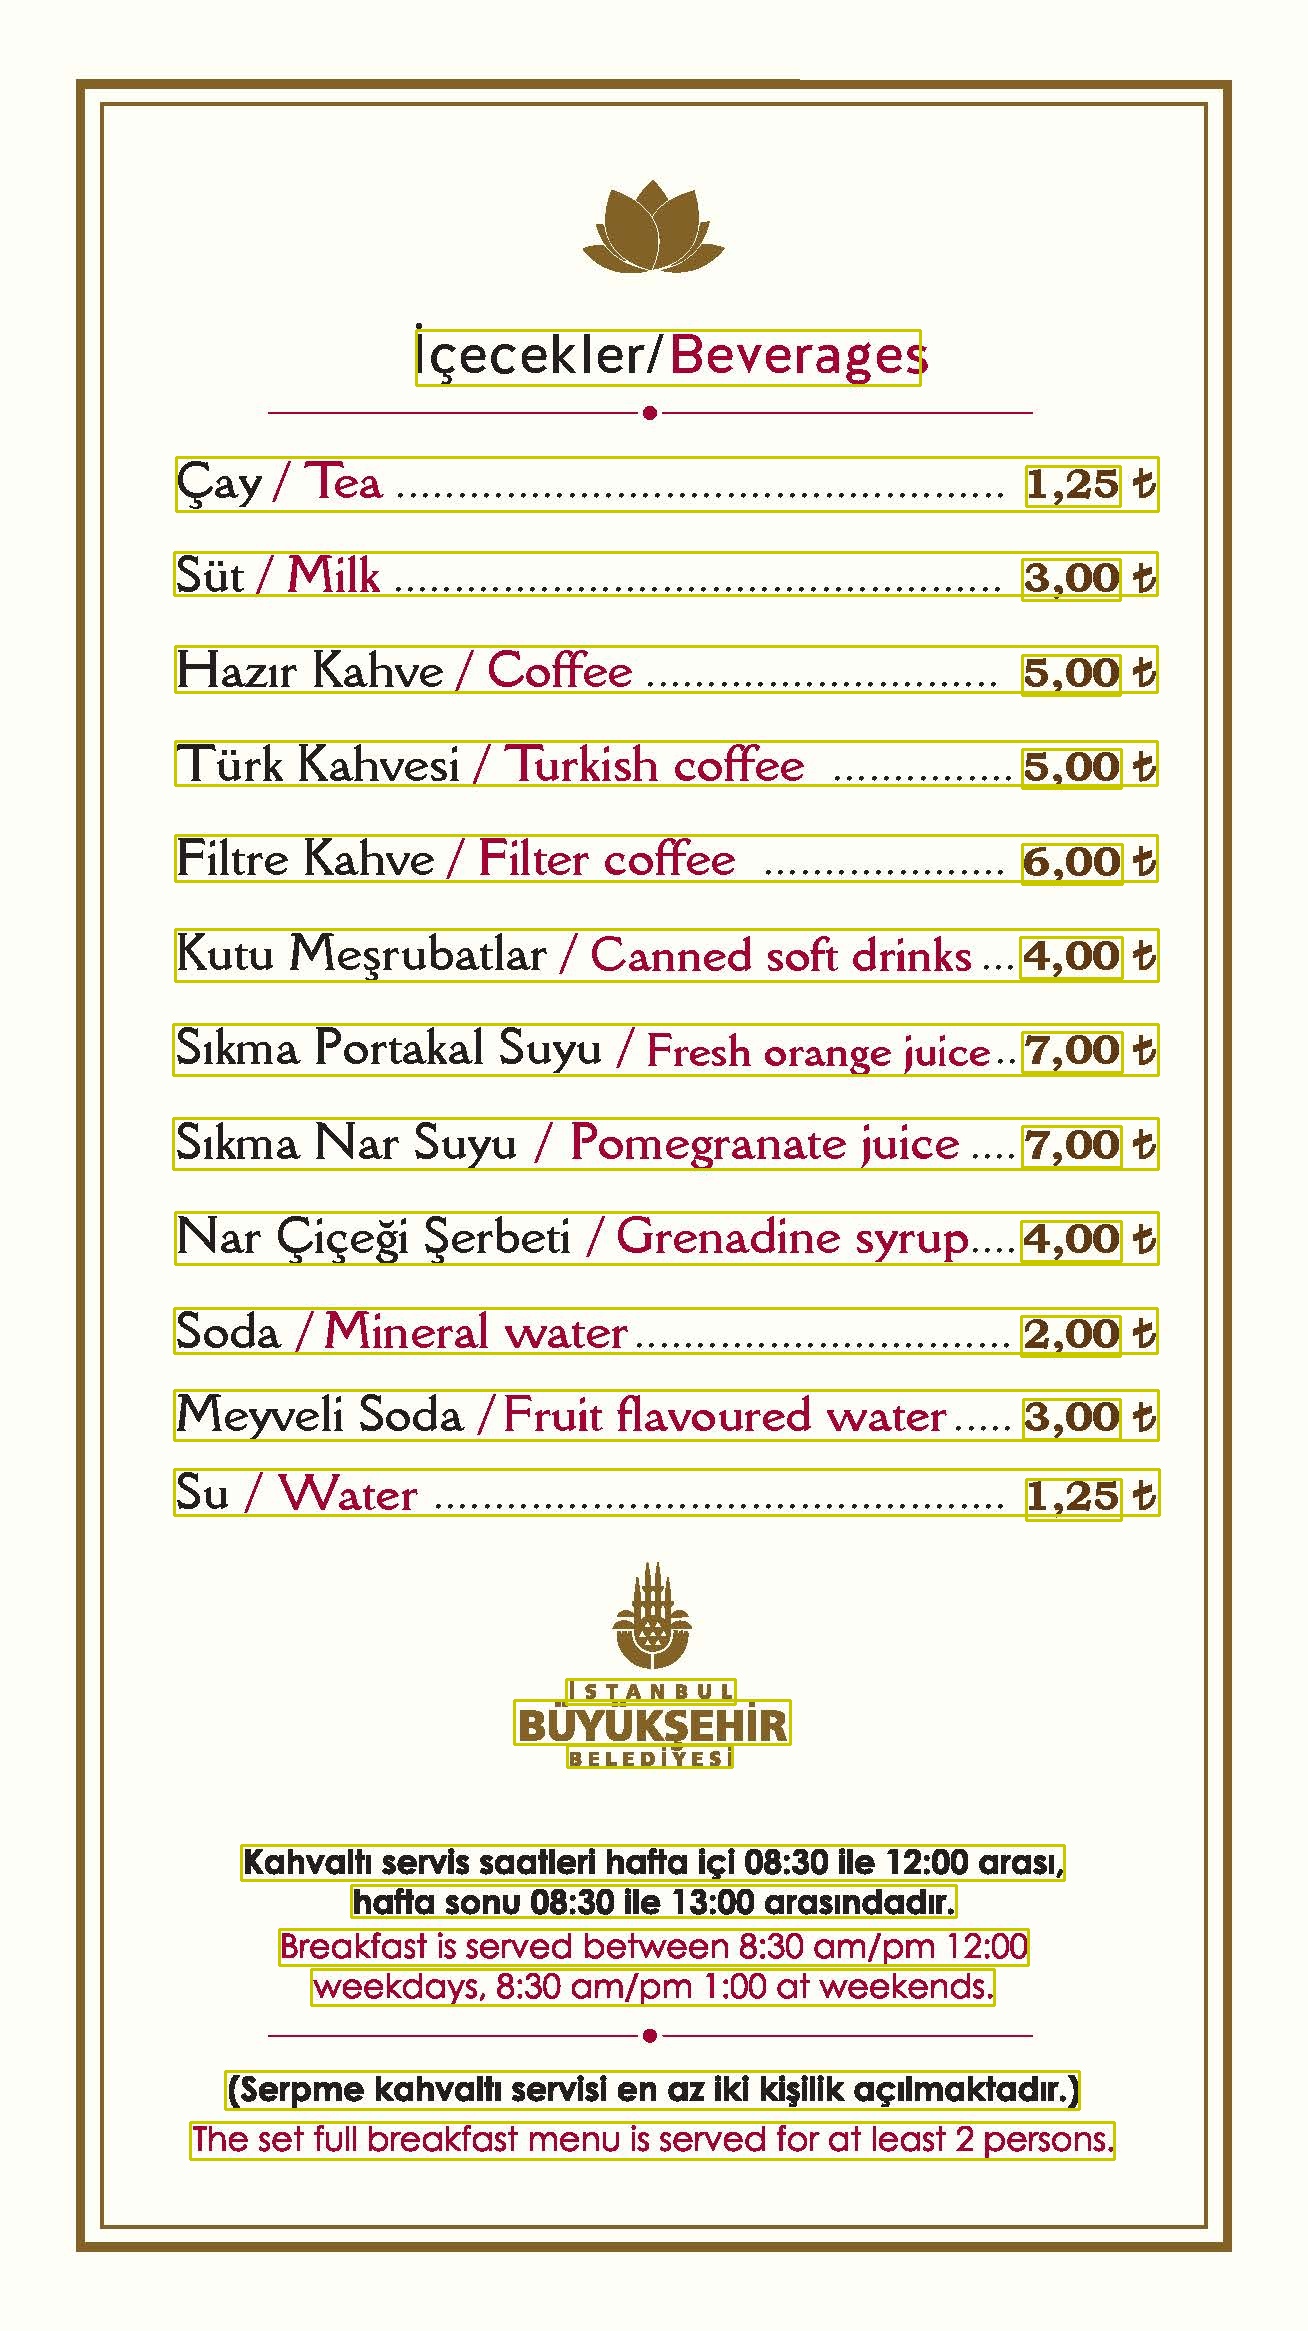 İçecekler/Beverages
Çay / Tea .................................................. 1,25 ₺
Süt / Milk .................................................. 3,00 ₺
Hazır Kahve / Coffee ............................. 5,00 ₺
Türk Kahvesi / Turkish coffee ............... 5,00 ₺
Filtre Kahve / Filter coffee .................... 6,00 ₺
Kutu Meşrubatlar / Canned soft drinks ... 4,00 ₺
Sıkma Portakal Suyu / Fresh orange juice .. 7,00 ₺
Sıkma Nar Suyu / Pomegranate juice .... 7,00 ₺
Nar Çiçeği Şerbeti / Grenadine syrup.... 4,00 ₺
Soda / Mineral water ............................... 2,00 ₺
Meyveli Soda / Fruit flavoured water ..... 3,00 ₺
Su / Water ............................................... 1,25 ₺
İSTANBUL
BÜYÜKŞEHİR
BELEDİYESİ
Kahvaltı servis saatleri hafta içi 08:30 ile 12:00 arası,
hafta sonu 08:30 ile 13:00 arasındadır.
Breakfast is served between 8:30 am/pm 12:00
weekdays, 8:30 am/pm 1:00 at weekends.
(Serpme kahvaltı servisi en az iki kişilik açılmaktadır.)
The set full breakfast menu is served for at least 2 persons.